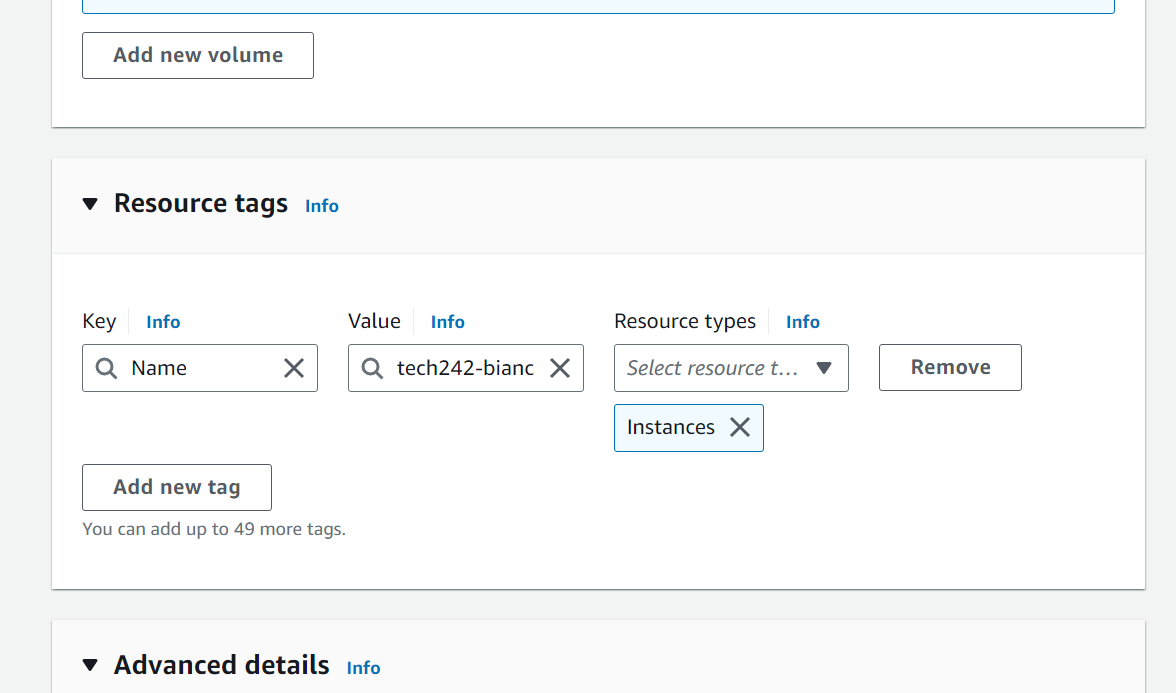 Add new volume
Resource tags Info
Key Info Value Info Resource types Info
Name tech242-bianc Select resource t... Remove
Instances
Add new tag
You can add up to 49 more tags.
Advanced details Info